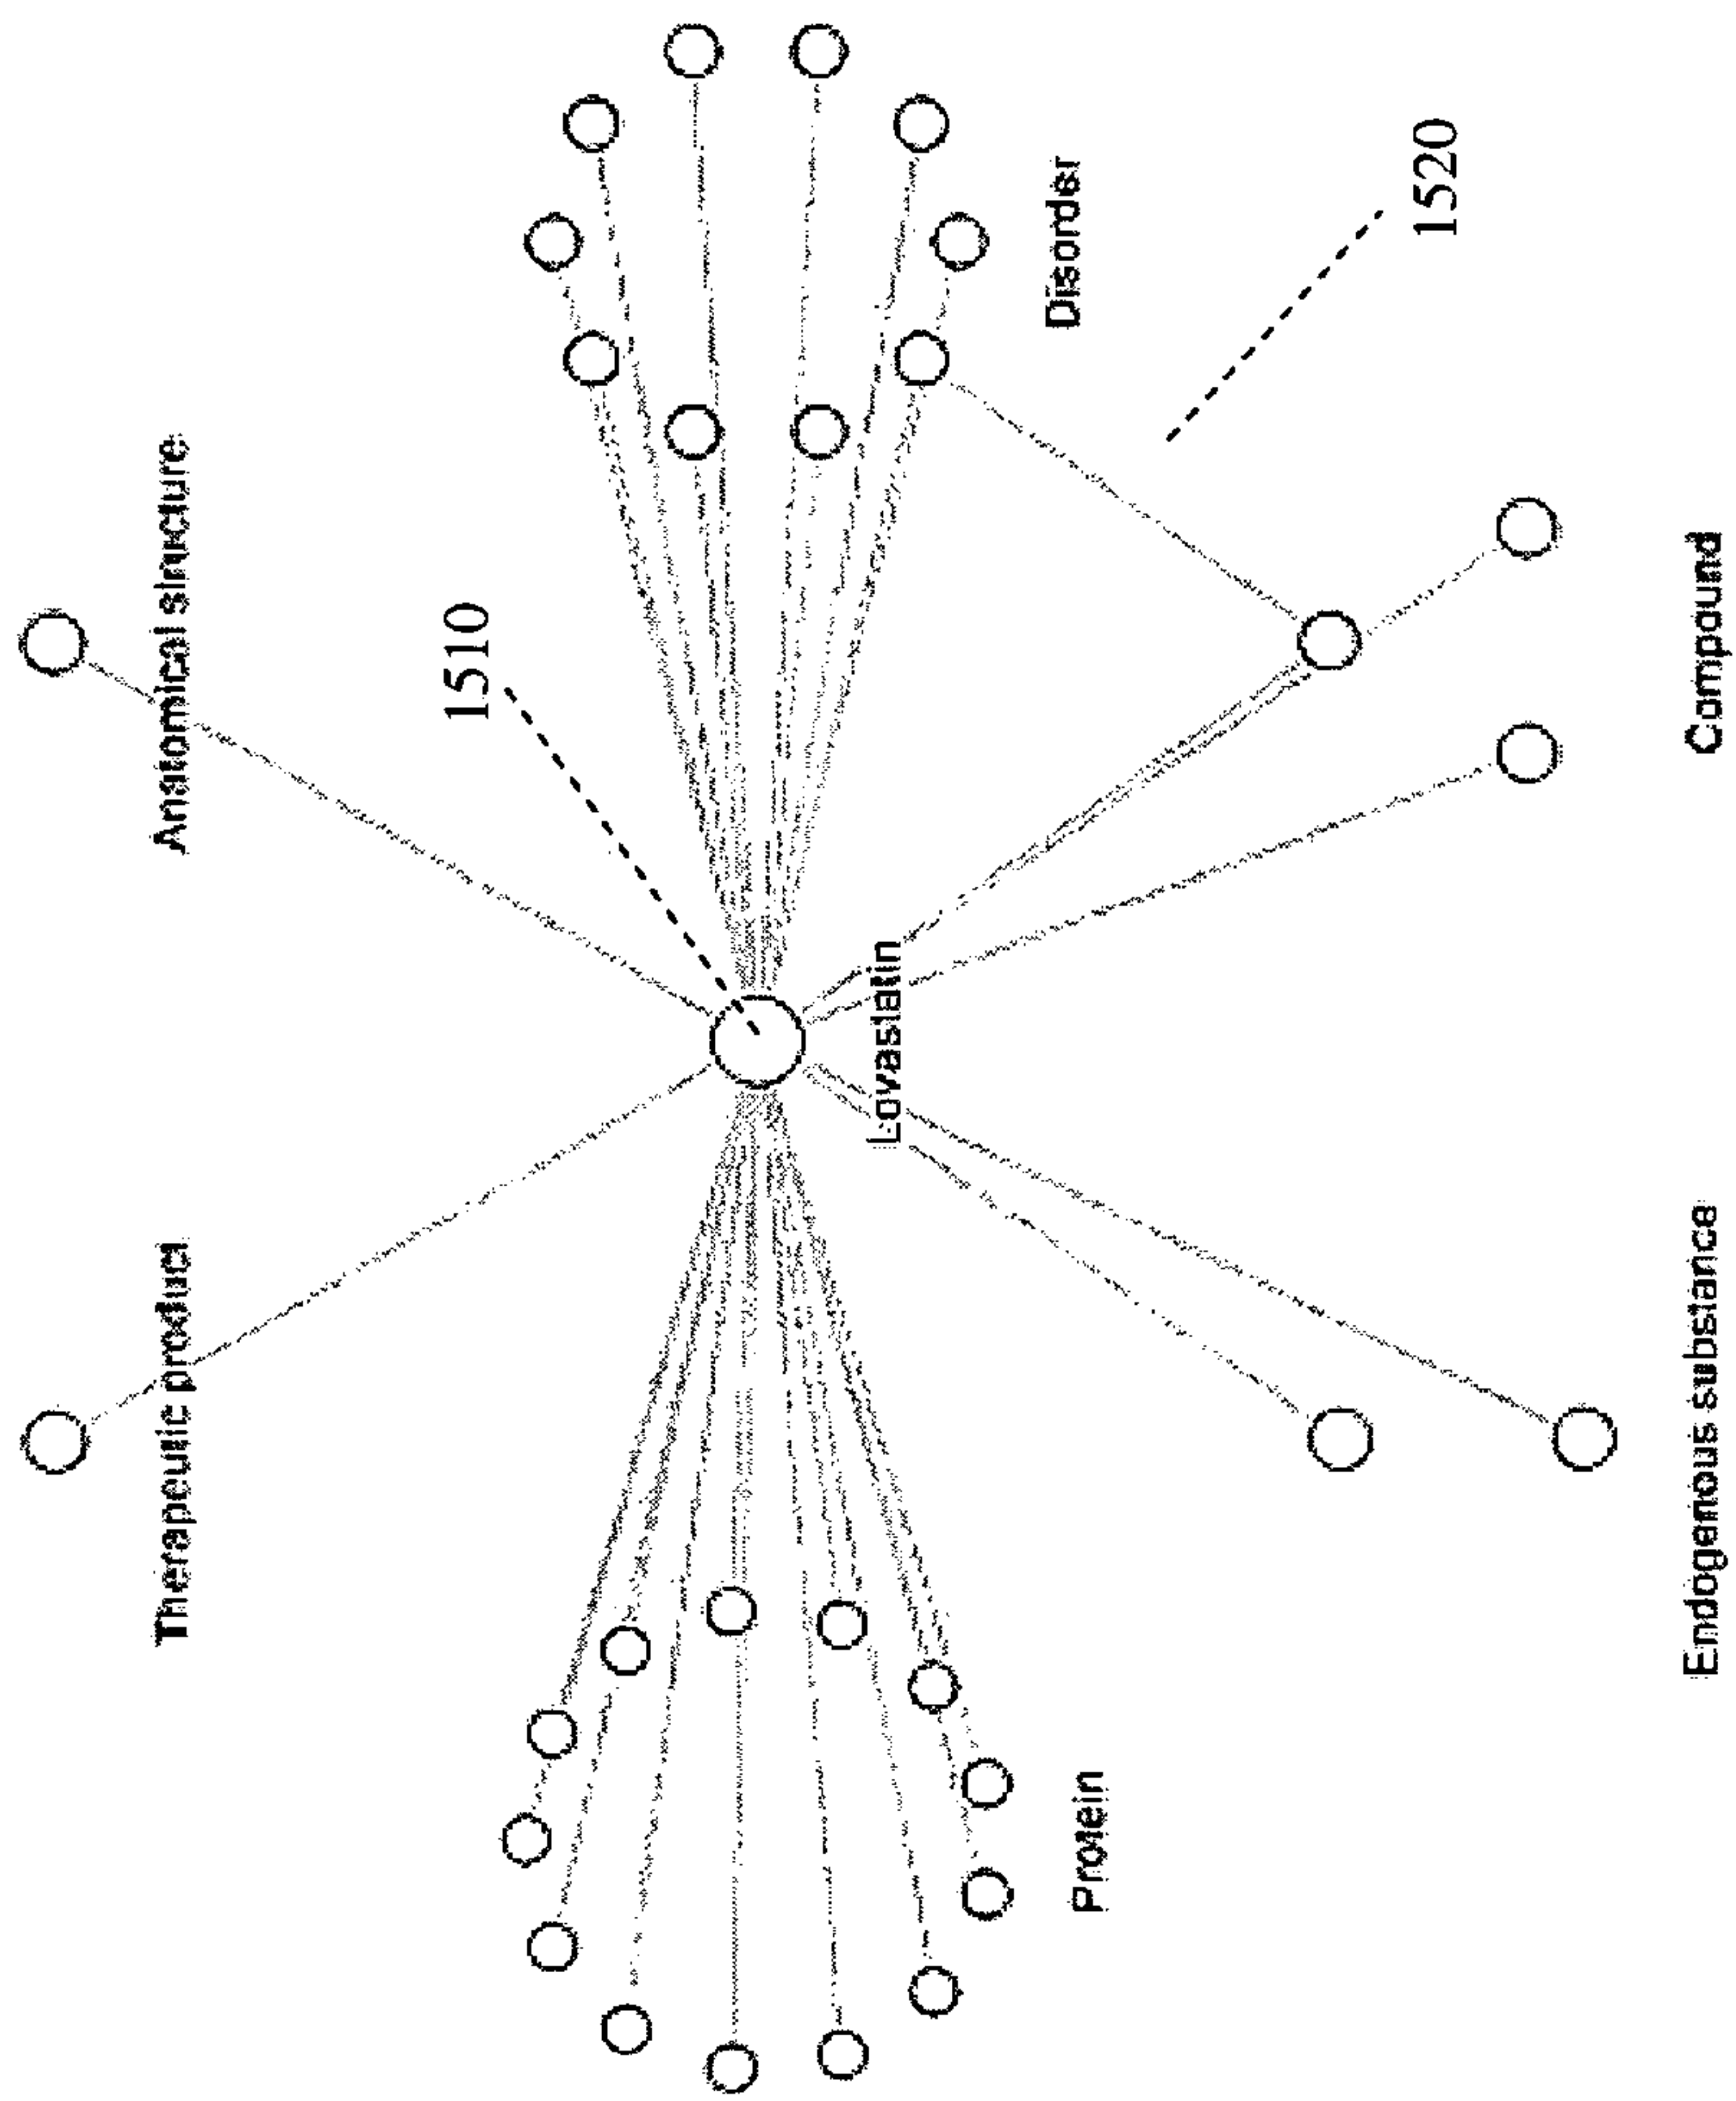 Therapeutic product
Anatomical structure
1510
Lovastatin
Protein
Disorder
1520
Endogenous substance
Compound